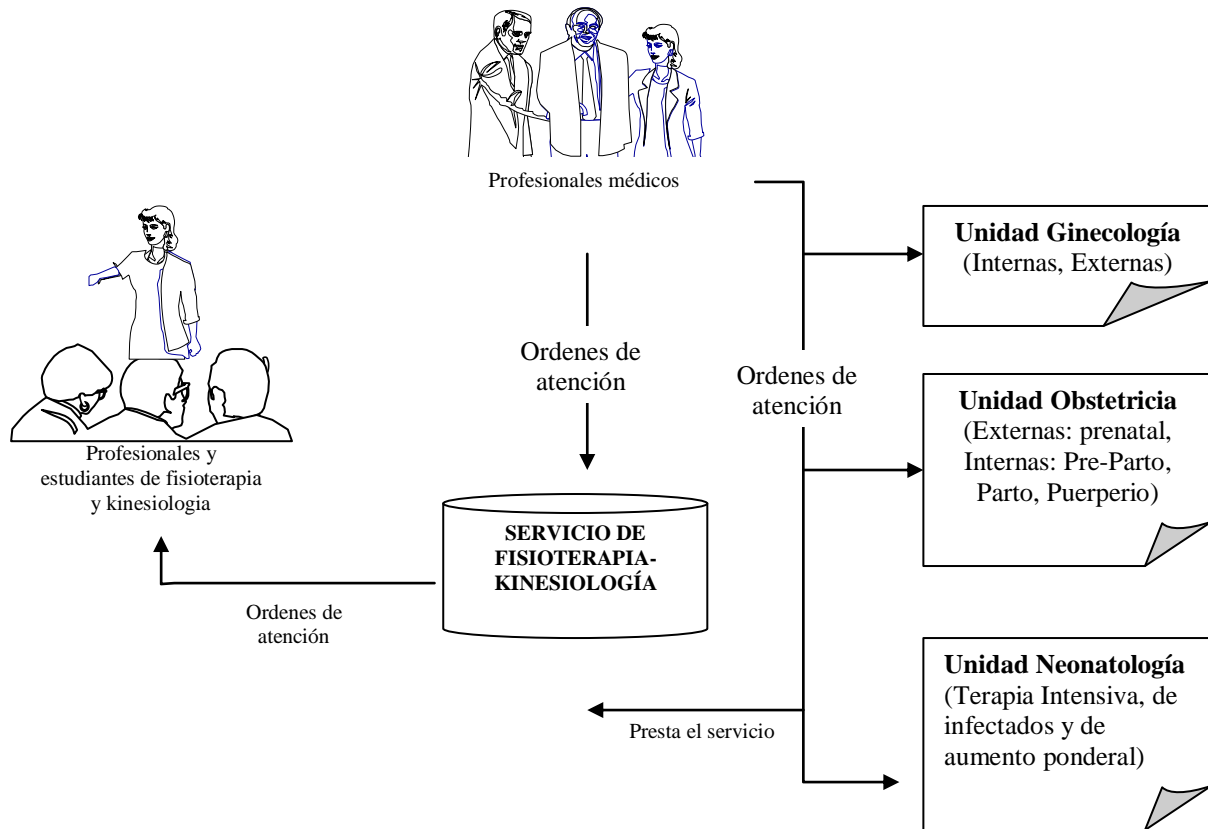 Profesionales médicos
Unidad Ginecología
(Internas, Externas)
Ordenes de
atención
Ordenes de
atención
Unidad Obstetricia
(Externas: prenatal,
Internas: Pre-Parto,
Parto, Puerperio)
Profesionales y
estudiantes de fisioterapia
y kinesiologia
SERVICIO DE
FISIOTERAPIA-
KINESIOLOGÍA
Ordenes de
atención
Unidad Neonatología
(Terapia Intensiva, de
infectados y de
aumento ponderal)
Presta el servicio